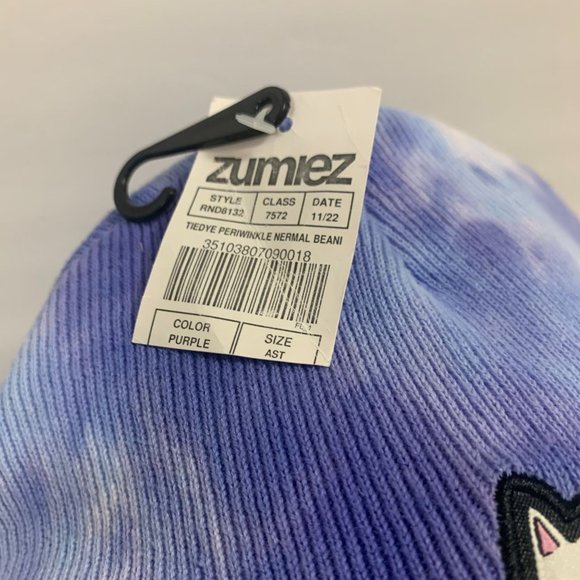 zumiez
STYLE CLASS DATE
RND8132 7572 11/22
TIEDYE PERIWINKLE NERMAL BEANI
35103807090018
COLOR SIZE
PURPLE AST